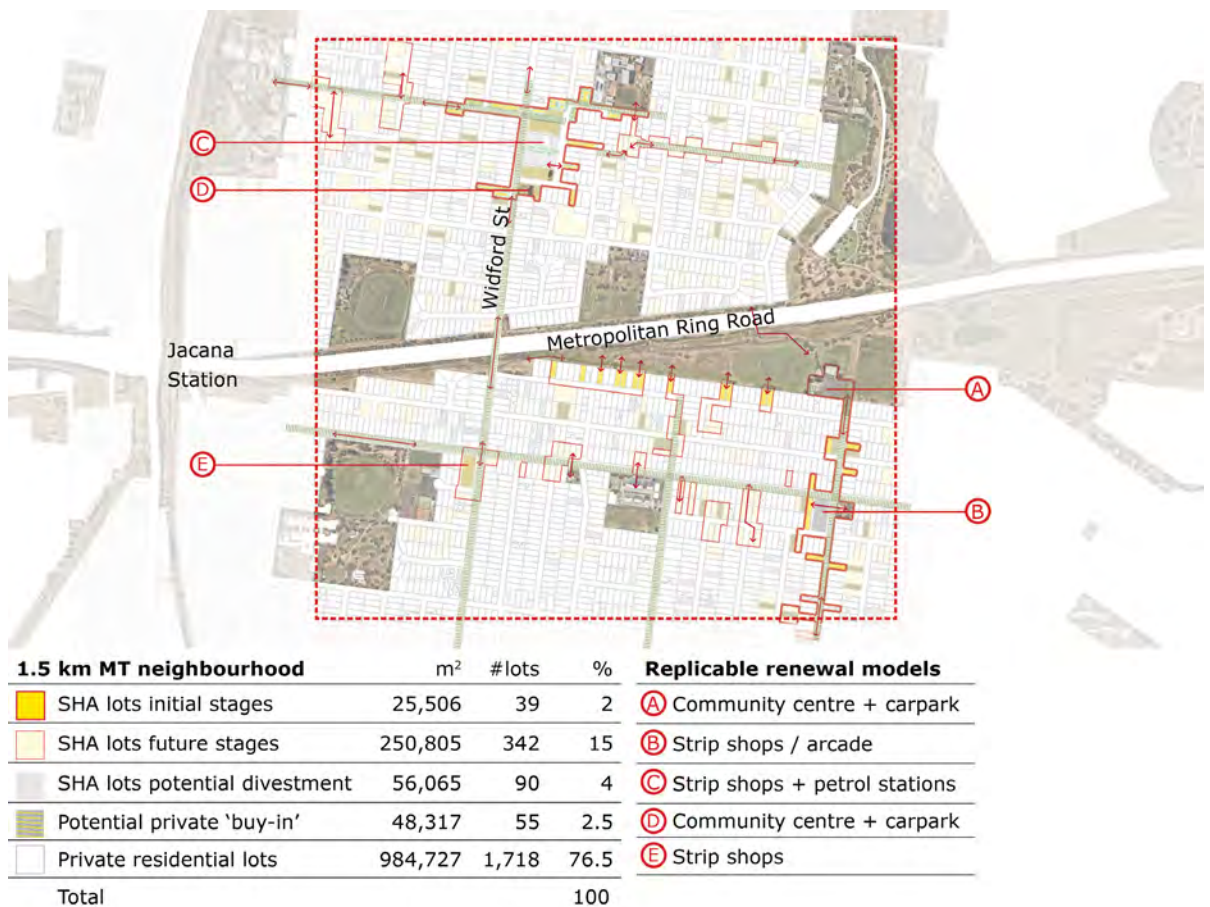 C
D
Widford St
Metropolitan Ring Road
Jacana
Station
A
E
B
1.5 km MT neighbourhood m² #lots %
SHA lots initial stages 25,506 39 2
SHA lots future stages 250,805 342 15
SHA lots potential divestment 56,065 90 4
Potential private ‘buy-in’ 48,317 55 2.5
Private residential lots 984,727 1,718 76.5
Total 100
Replicable renewal models
A Community centre + carpark
B Strip shops / arcade
C Strip shops + petrol stations
D Community centre + carpark
E Strip shops